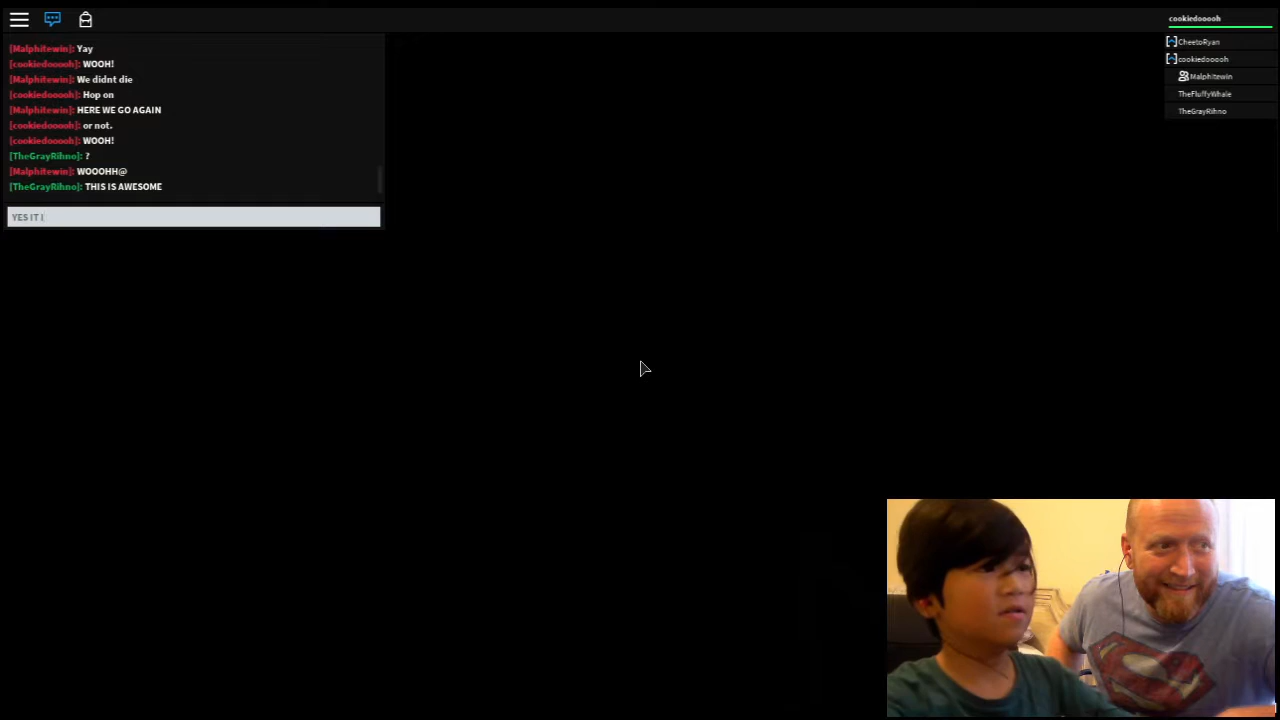 cookiedooooh
[Malphitewin]: Yay
[cookiedooooh]: WOOH!
[Malphitewin]: We didnt die
[cookiedooooh]: Hop on
[Malphitewin]: HERE WE GO AGAIN
[cookiedooooh]: or not.
[cookiedooooh]: WOOH!
[TheGrayRihno]: ?
[Malphitewin]: WOOOHH@
[TheGrayRihno]: THIS IS AWESOME
YES IT I
CheetoRyan
cookiedooooh
Malphitewin
TheFluffyWhale
TheGrayRihno